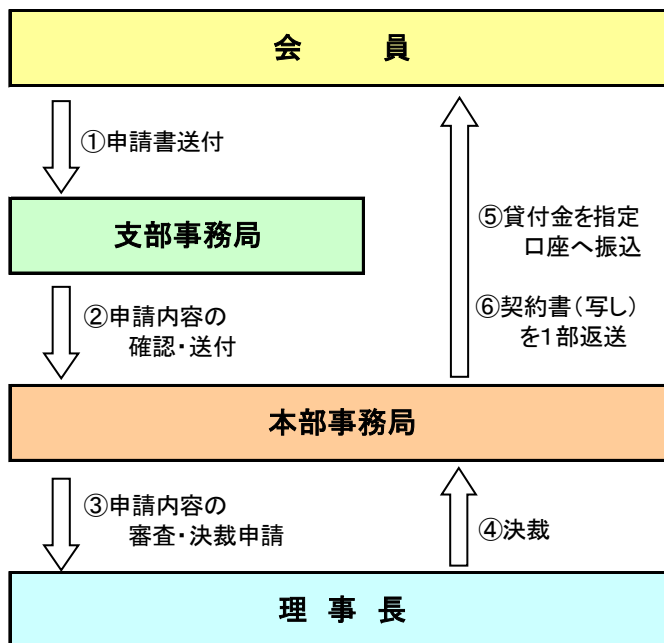 会 員
①申請書送付
支部事務局
②申請内容の
確認・送付
⑤貸付金を指定
口座へ振込
⑥契約書（写し）
を1部返送
本部事務局
③申請内容の
審査・決裁申請
④決裁
理 事 長